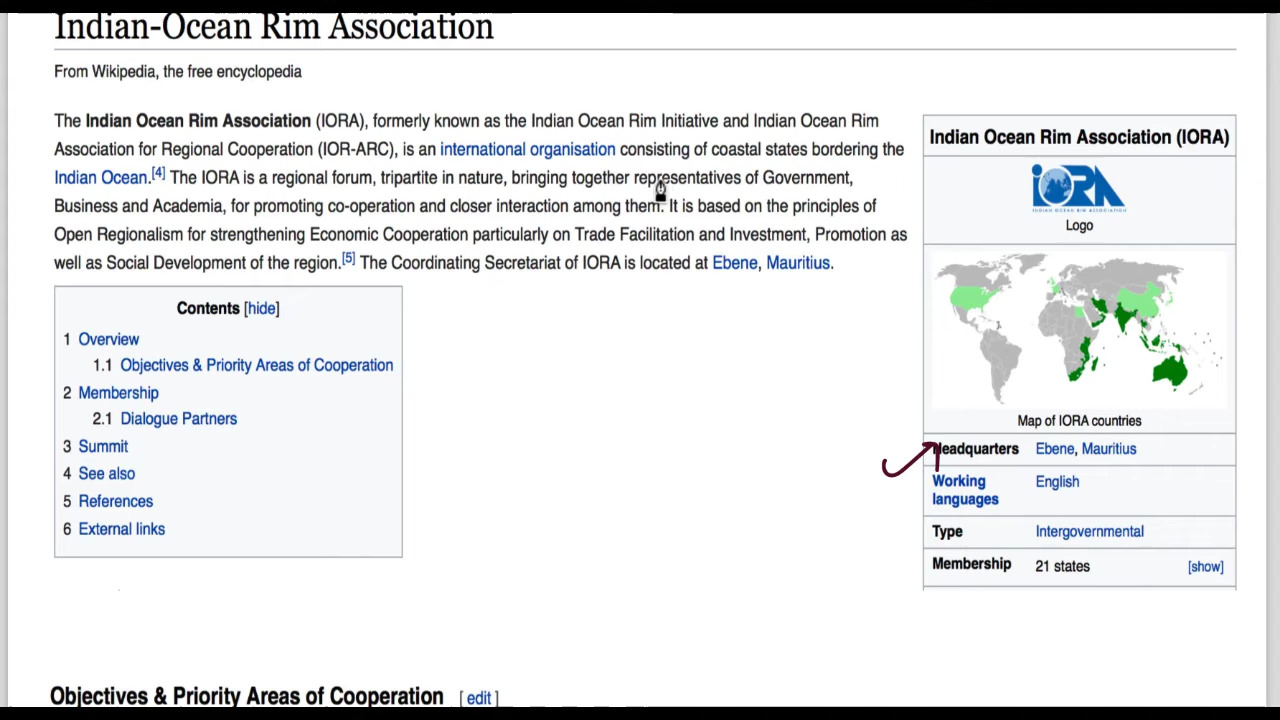 Indian-Ocean Rim Association
From Wikipedia, the free encyclopedia
The Indian Ocean Rim Association (IORA), formerly known as the Indian Ocean Rim Initiative and Indian Ocean Rim
Association for Regional Cooperation (IOR-ARC), is an international organisation consisting of coastal states bordering the
Indian Ocean.[4] The IORA is a regional forum, tripartite in nature, bringing together representatives of Government,
Business and Academia, for promoting co-operation and closer interaction among them. It is based on the principles of
Open Regionalism for strengthening Economic Cooperation particularly on Trade Facilitation and Investment, Promotion as
well as Social Development of the region.[5] The Coordinating Secretariat of IORA is located at Ebene, Mauritius.
Contents [hide]
1 Overview
1.1 Objectives & Priority Areas of Cooperation
2 Membership
2.1 Dialogue Partners
3 Summit
4 See also
5 References
6 External links
Indian Ocean Rim Association (IORA)
IORA
INDIAN OCEAN RIM ASSOCIATION
Logo
Map of IORA countries
Headquarters Ebene, Mauritius
Working languages English
Type Intergovernmental
Membership 21 states [show]
Objectives & Priority Areas of Cooperation [ edit ]